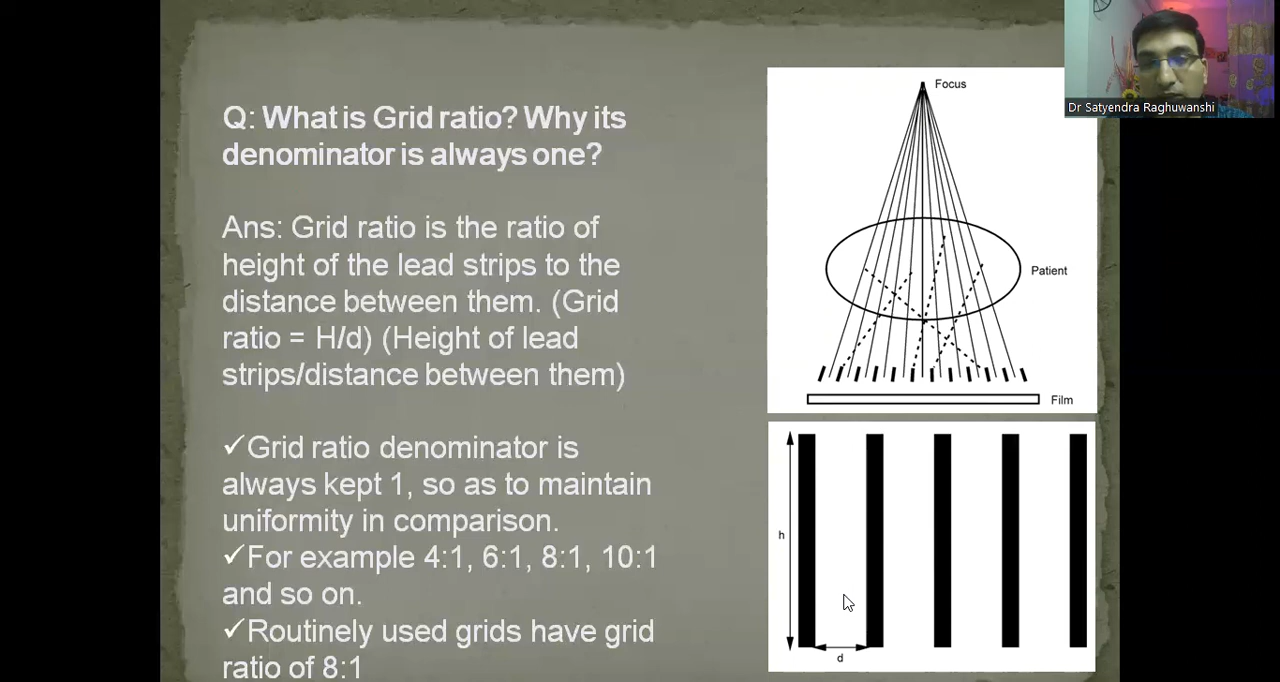 Q: What is Grid ratio? Why its
denominator is always one?
Ans: Grid ratio is the ratio of
height of the lead strips to the
distance between them. (Grid
ratio = H/d) (Height of lead
strips/distance between them)
✓Grid ratio denominator is
always kept 1, so as to maintain
uniformity in comparison.
✓For example 4:1, 6:1, 8:1, 10:1
and so on.
✓Routinely used grids have grid
ratio of 8:1
Focus
Patient
Film
h
d
Dr Satyendra Raghuwanshi